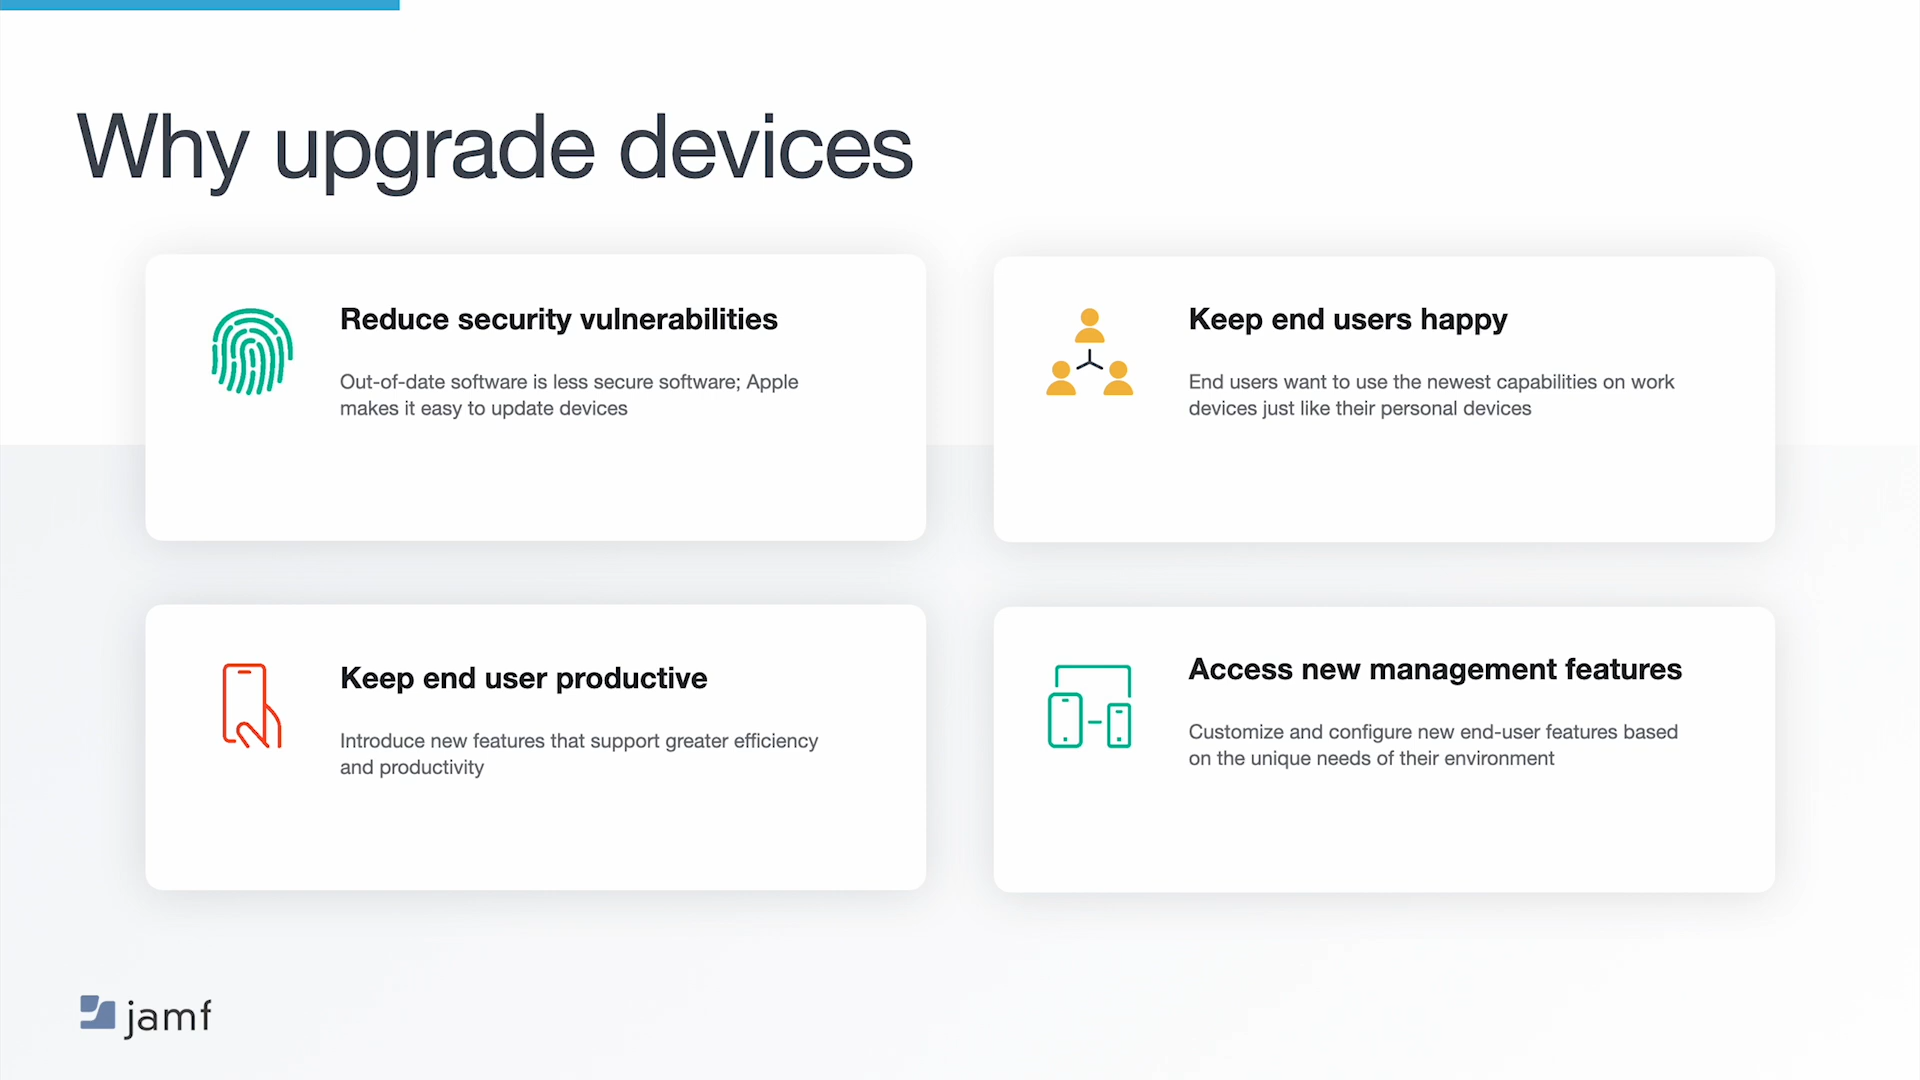 Why upgrade devices
Reduce security vulnerabilities
Out-of-date software is less secure software; Apple
makes it easy to update devices
Keep end users happy
End users want to use the newest capabilities on work
devices just like their personal devices
Keep end user productive
Introduce new features that support greater efficiency
and productivity
Access new management features
Customize and configure new end-user features based
on the unique needs of their environment
jamf